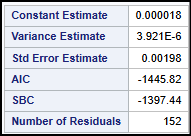 Constant Estimate 0.000018
Variance Estimate 3.921E-6
Std Error Estimate 0.00198
AIC -1445.82
SBC -1397.44
Number of Residuals 152